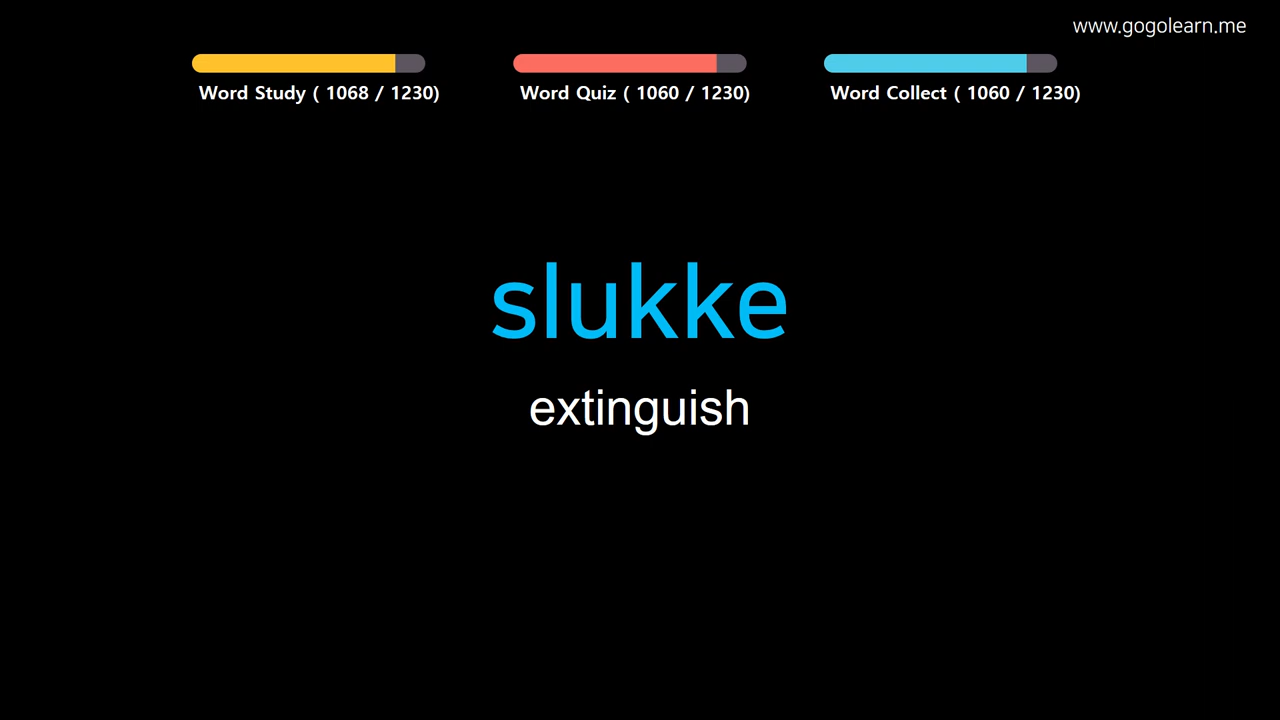 www.gogolearn.me
Word Study ( 1068 / 1230)
Word Quiz ( 1060 / 1230)
Word Collect ( 1060 / 1230)
slukke
extinguish